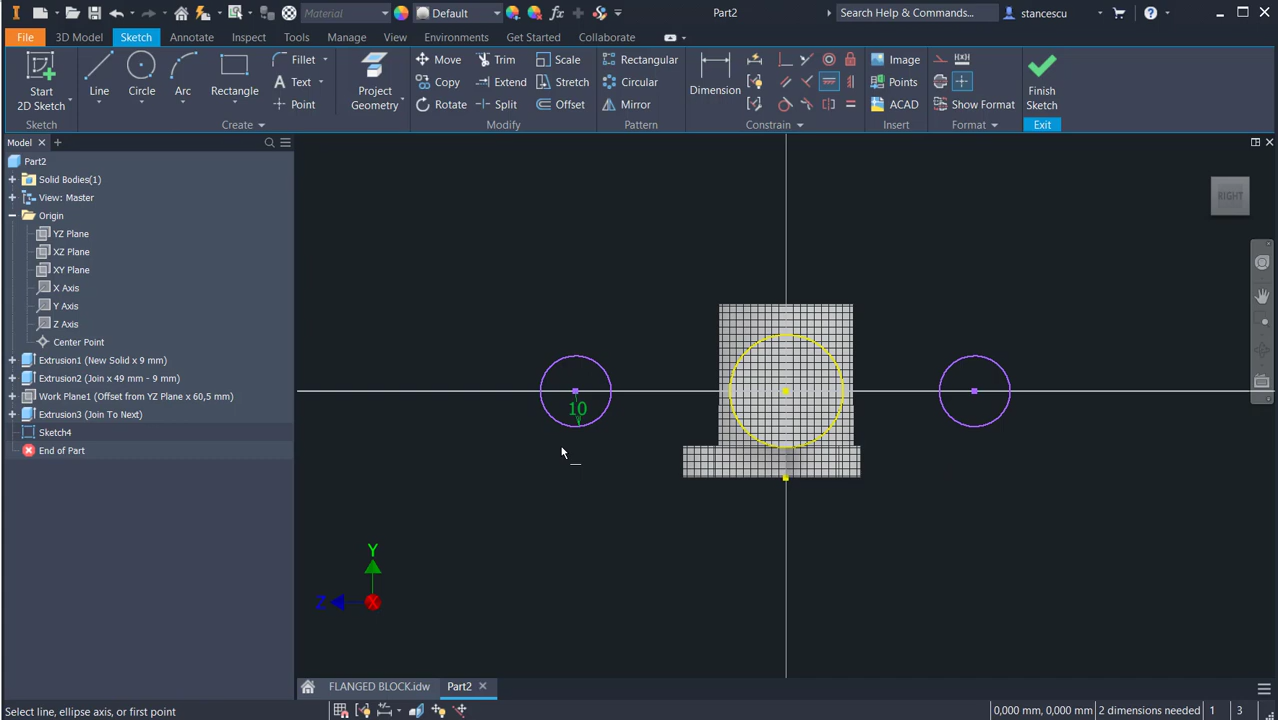 Material
Default
fx
Part2
Search Help & Commands...
stancescu
File
3D Model
Sketch
Annotate
Inspect
Tools
Manage
View
Environments
Get Started
Collaborate
Start
2D Sketch
Line
Circle
Arc
Rectangle
Fillet
Text
Point
Project
Geometry
Move
Copy
Rotate
Trim
Extend
Split
Scale
Stretch
Offset
Rectangular
Circular
Mirror
Dimension
Image
Points
ACAD
Show Format
Finish
Sketch
Sketch
Create
Modify
Pattern
Constrain
Insert
Format
Exit
Model
Part2
Solid Bodies(1)
View: Master
Origin
YZ Plane
XZ Plane
XY Plane
X Axis
Y Axis
Z Axis
Center Point
Extrusion1 (New Solid x 9 mm)
Extrusion2 (Join x 49 mm - 9 mm)
Work Plane1 (Offset from YZ Plane x 60,5 mm)
Extrusion3 (Join To Next)
Sketch4
End of Part
RIGHT
10
Y
Z
X
FLANGED BLOCK.idw
Part2
Select line, ellipse axis, or first point
0,000 mm, 0,000 mm
2 dimensions needed
1
3